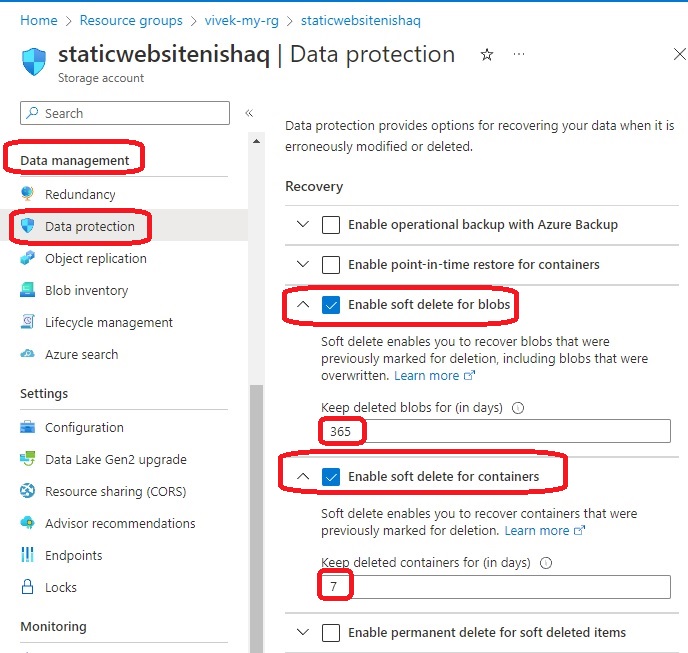 Home > Resource groups > vivek-my-rg > staticwebsitenishaq
staticwebsitenishaq | Data protection
Storage account
Search
Data management
Redundancy
Data protection
Object replication
Blob inventory
Lifecycle management
Azure search
Settings
Configuration
Data Lake Gen2 upgrade
Resource sharing (CORS)
Advisor recommendations
Endpoints
Locks
Monitoring
Data protection provides options for recovering your data when it is
erroneously modified or deleted.
Recovery
Enable operational backup with Azure Backup
Enable point-in-time restore for containers
Enable soft delete for blobs
Soft delete enables you to recover blobs that were
previously marked for deletion, including blobs that were
overwritten. Learn more
Keep deleted blobs for (in days)
365
Enable soft delete for containers
Soft delete enables you to recover containers that were
previously marked for deletion. Learn more
Keep deleted containers for (in days)
7
Enable permanent delete for soft deleted items